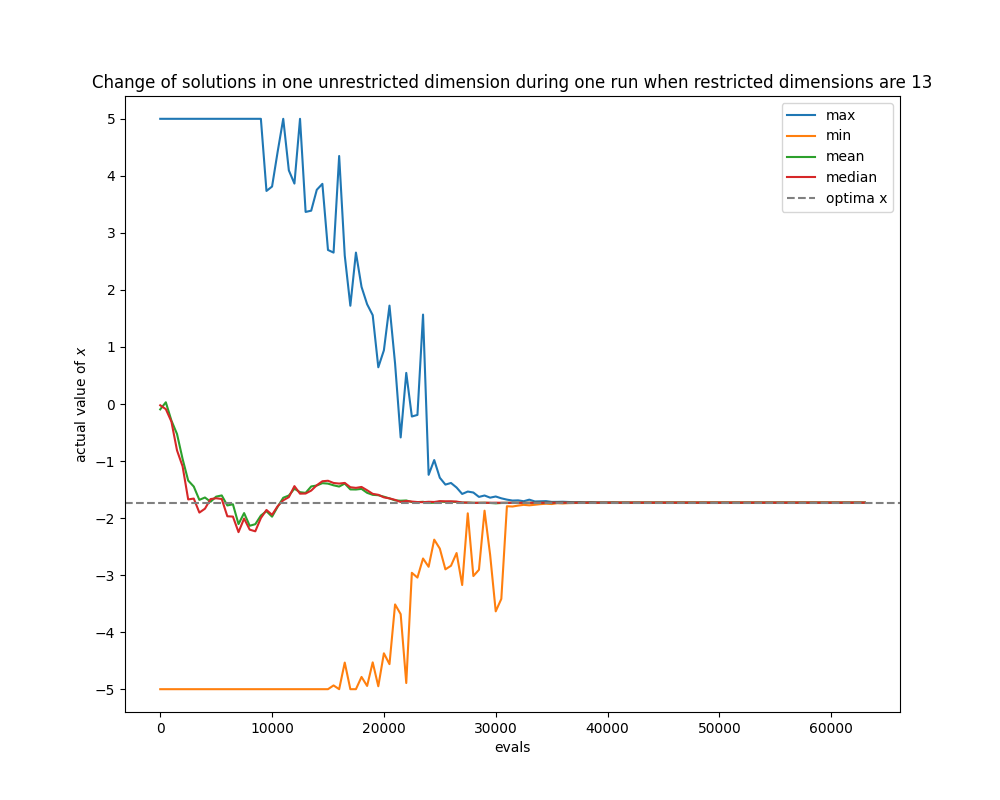 Change of solutions in one unrestricted dimension during one run when restricted dimensions are 13
max
min
mean
median
optima x
5
4
3
2
1
0
−1
−2
−3
−4
−5
actual value of x
0 10000 20000 30000 40000 50000 60000
evals